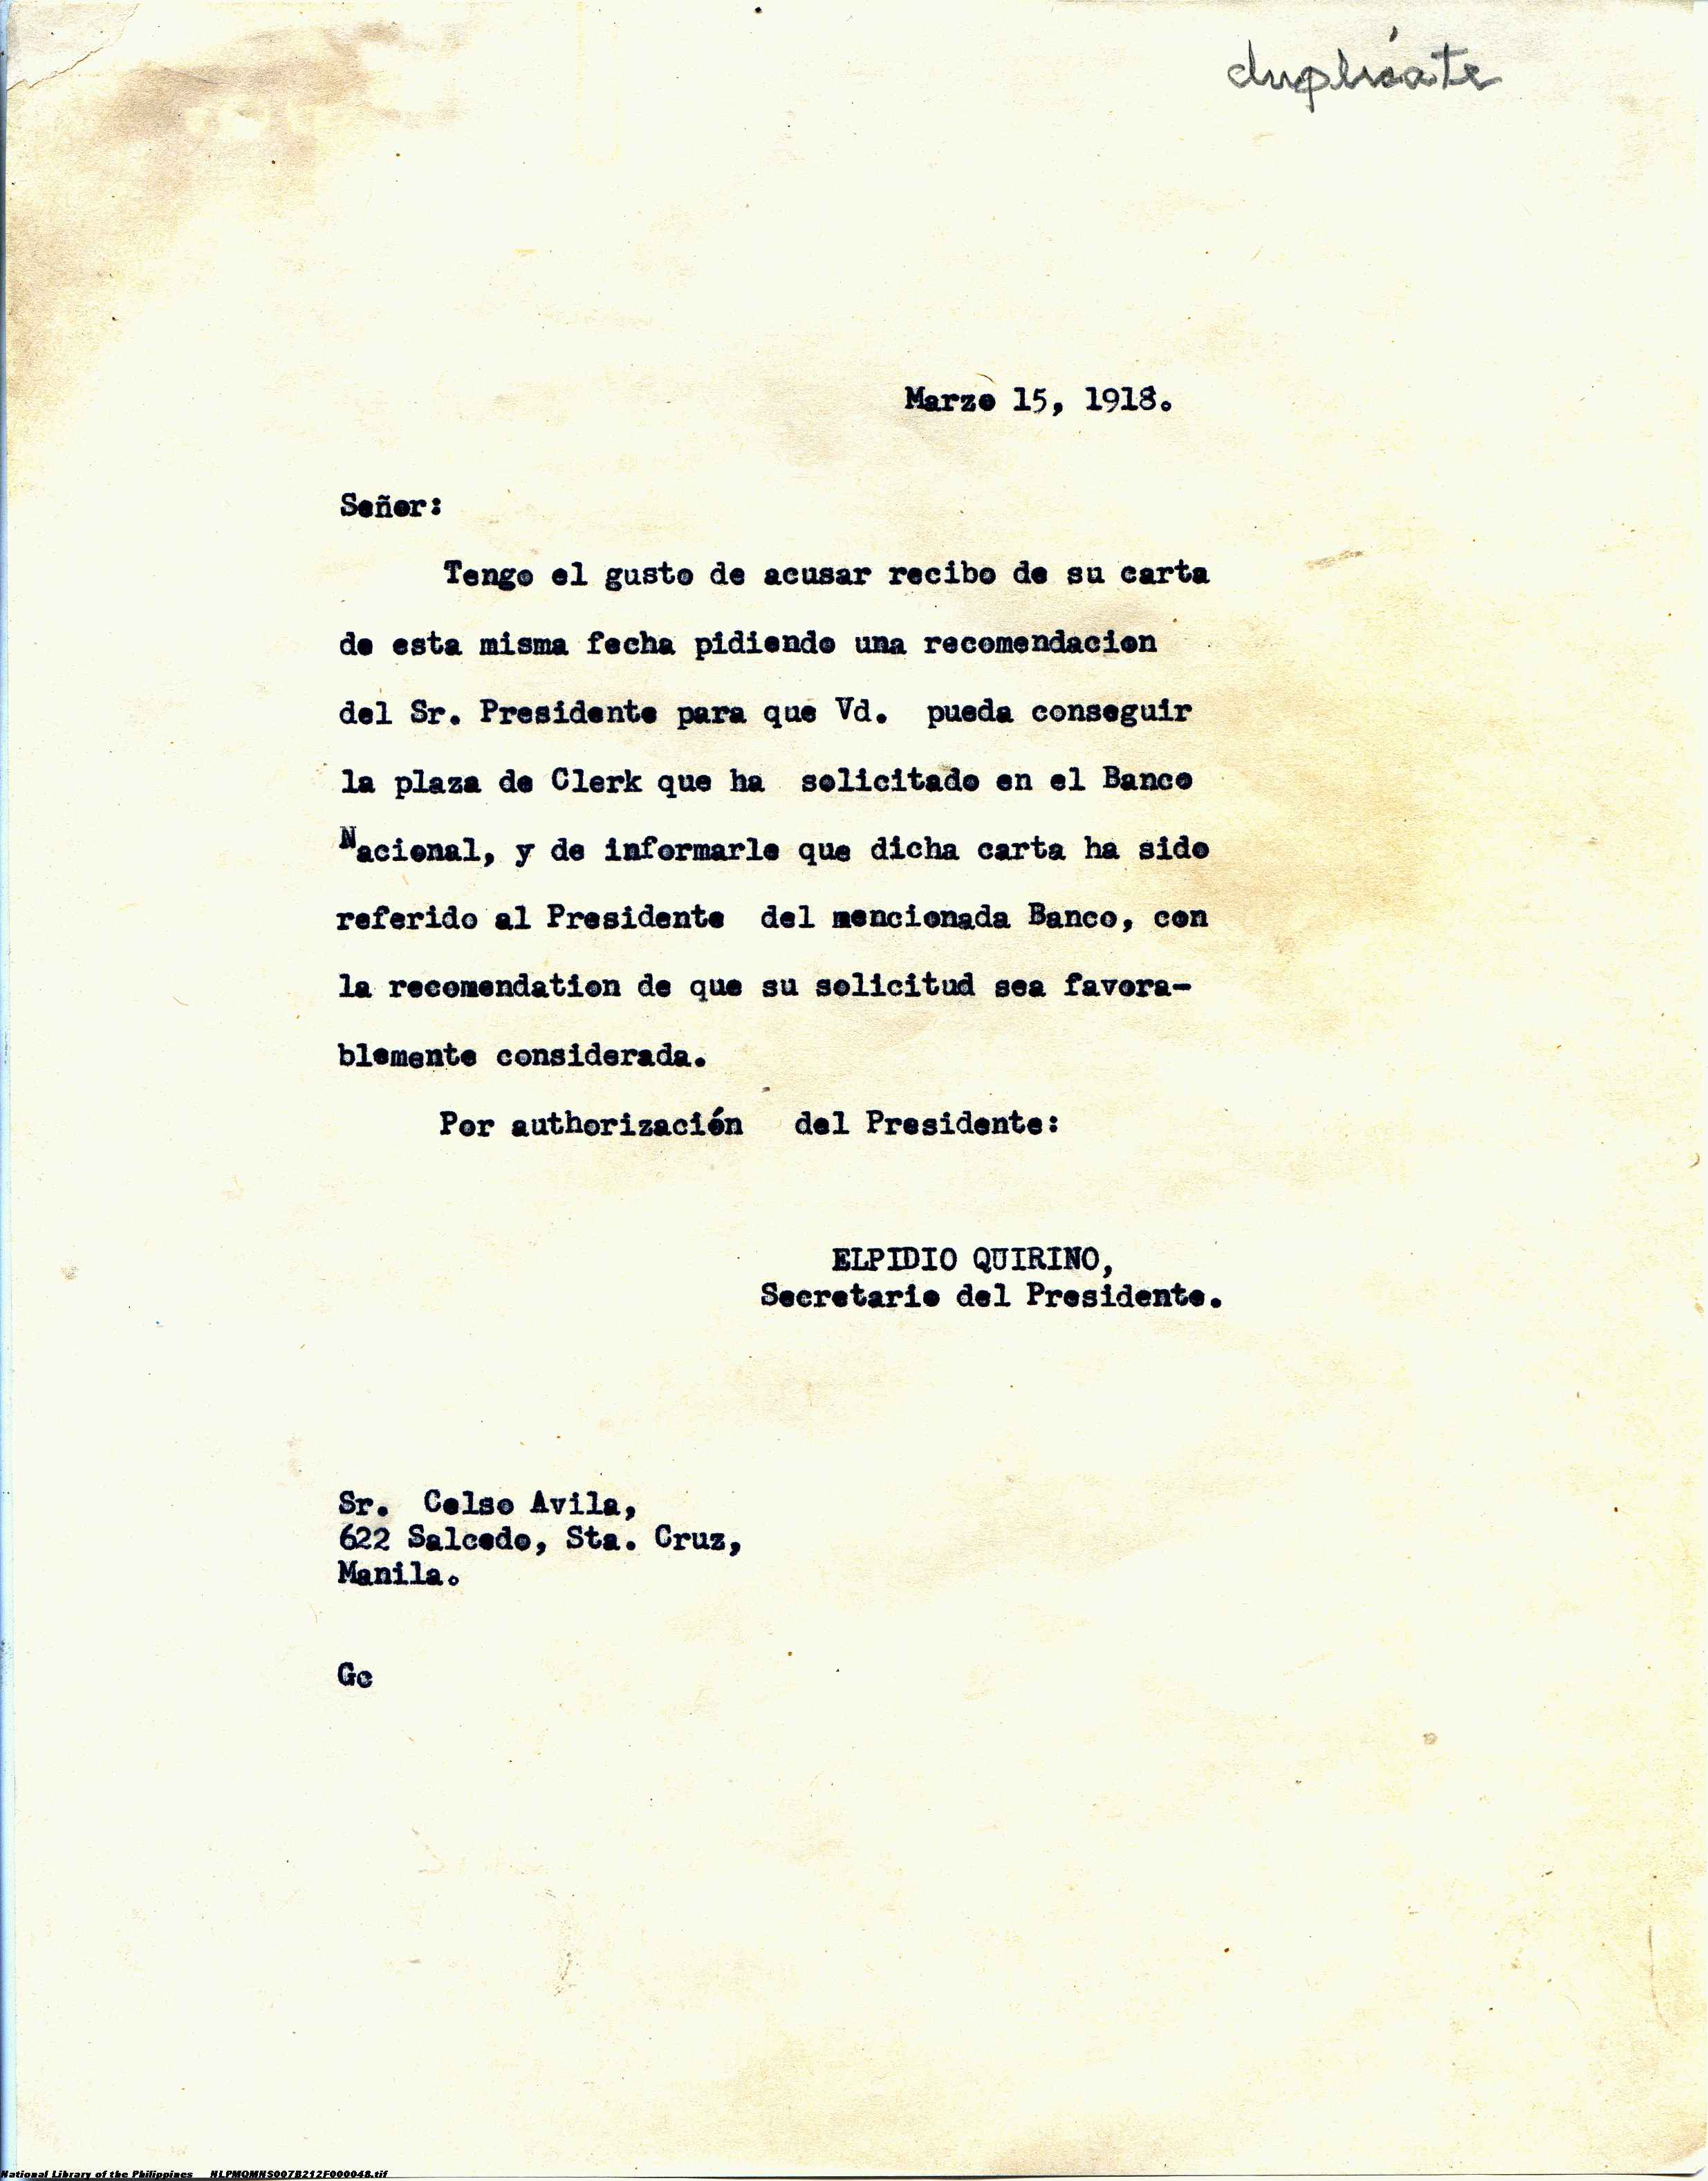 duplicate
Marzo 15, 1918.
Señor:
Tengo el gusto de acusar recibo de su carta
de esta misma fecha pidiendo una recomendacion
del Sr. Presidente para que Vd. pueda conseguir
la plaza de Clerk que ha solicitado en el Banco
Nacional, y de informarle que dicha carta ha sido
referido al Presidente del mencionada Banco, con
la recomendation de que su solicitud sea favora-
blemente considerada.
Por authorización del Presidente:
ELPIDIO QUIRINO,
Secretario del Presidente.
Sr. Celso Avila,
622 Salcedo, Sta. Cruz,
Manila.
Gc
National Library of the Philippines NLPMQMNS007B212F000048.tif